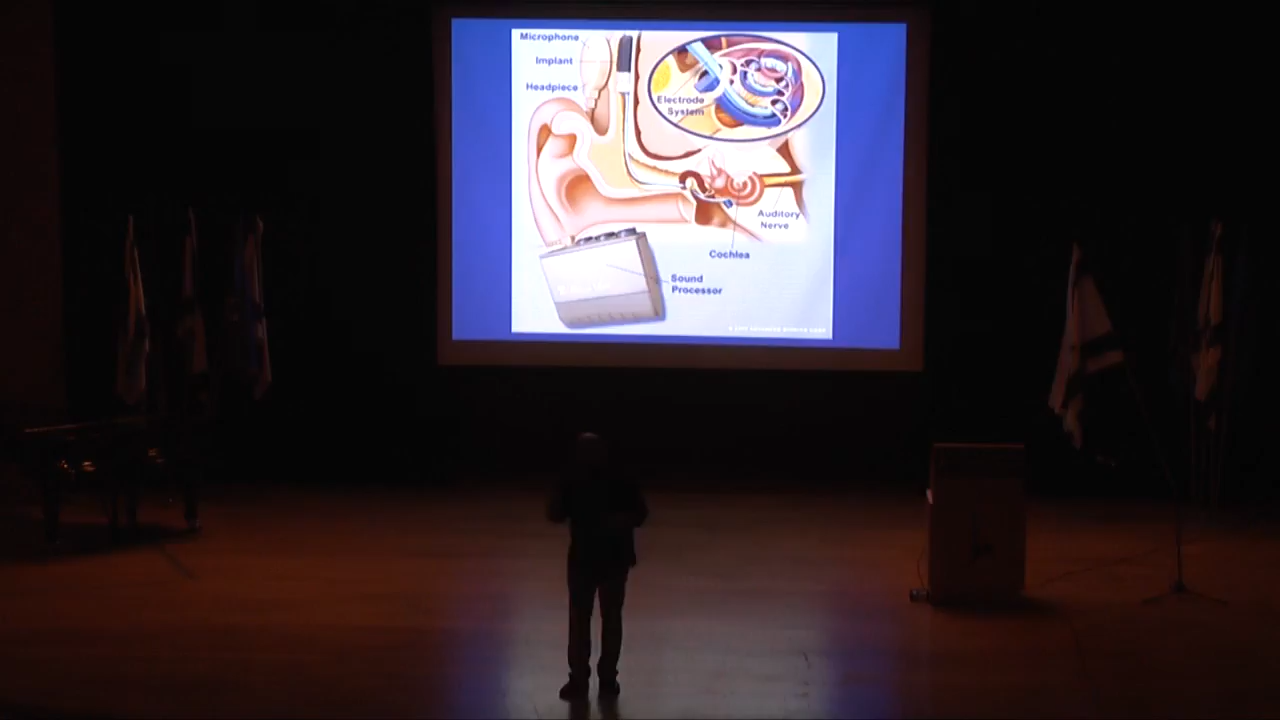 Microphone
Implant
Headpiece
Electrode
System
Auditory
Nerve
Cochlea
Sound
Processor